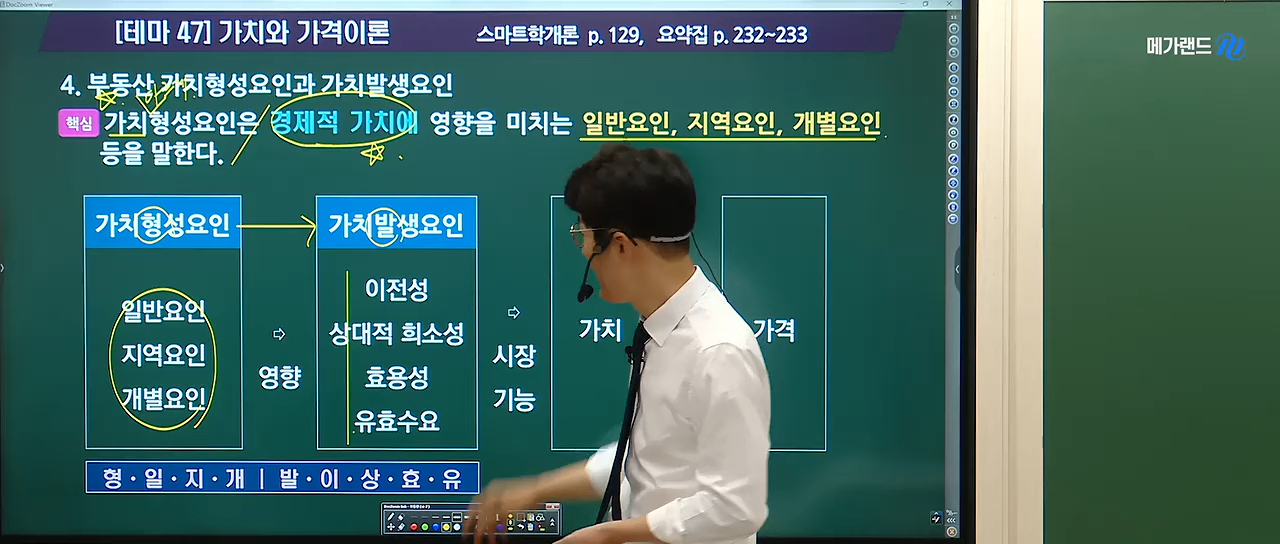 DocZoom Viewer
[테마 47] 가치와 가격이론
스마트학개론 p. 129, 요약집 p. 232~233
메가랜드
4. 부동산 가치형성요인과 가치발생요인
핵심 가치형성요인은 경제적 가치에 영향을 미치는 일반요인, 지역요인, 개별요인
등을 말한다.
가치형성요인
일반요인
지역요인
개별요인
⇨
영향
가치발생요인
이전성
상대적 희소성
효용성
유효수요
⇨
시장
기능
가치
가격
형·일·지·개 | 발·이·상·효·유